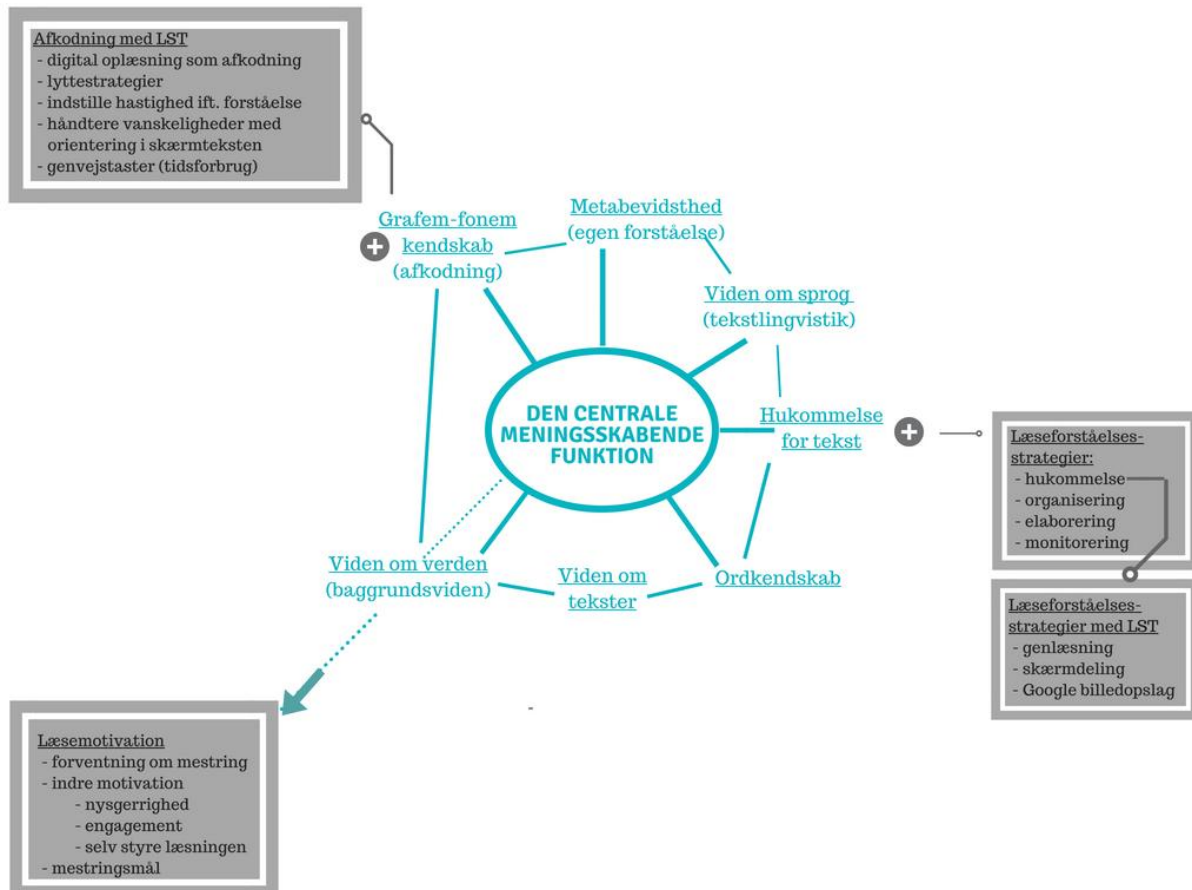 Afkodning med LST
- digital oplæsning som afkodning
- lyttestrategier
- indstille hastighed ift. forståelse
- håndtere vanskeligheder med
orientering i skærmteksten
- genvejstaster (tidsforbrug)
Grafem-fonem
kendskab
(afkodning)
Metabevidsthed
(egen forståelse)
Viden om sprog
(tekstlingvistik)
DEN CENTRALE
MENINGSSKABENDE
FUNKTION
Hukommelse
for tekst
Læseforståelses-
strategier:
- hukommelse
- organisering
- elaborering
- monitorering
Viden om verden
(baggrundsviden)
Viden om
tekster
Ordkendskab
Læseforståelses-
strategier med LST
- genlæsning
- skærmdeling
- Google billedopslag
Læsemotivation
- forventning om mestring
- indre motivation
- nysgerrighed
- engagement
- selv styre læsningen
- mestringsmål